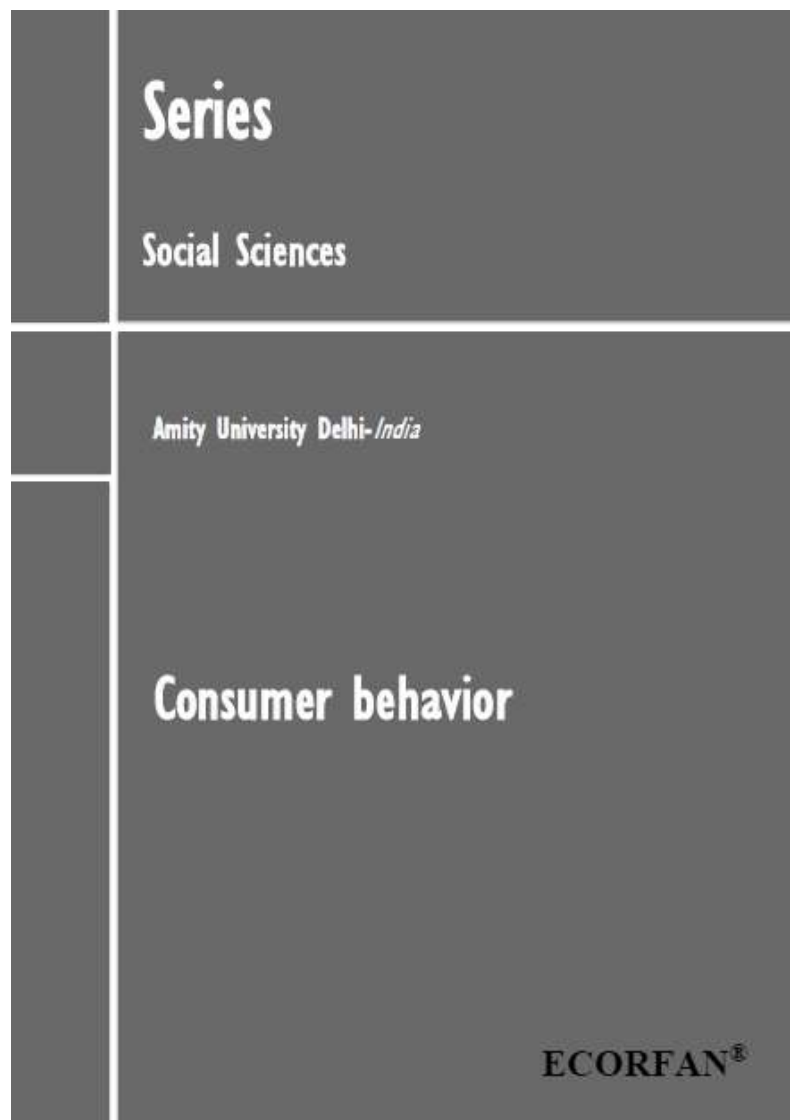 Series
Social Sciences
Amity University Delhi-India
Consumer behavior
ECORFAN®